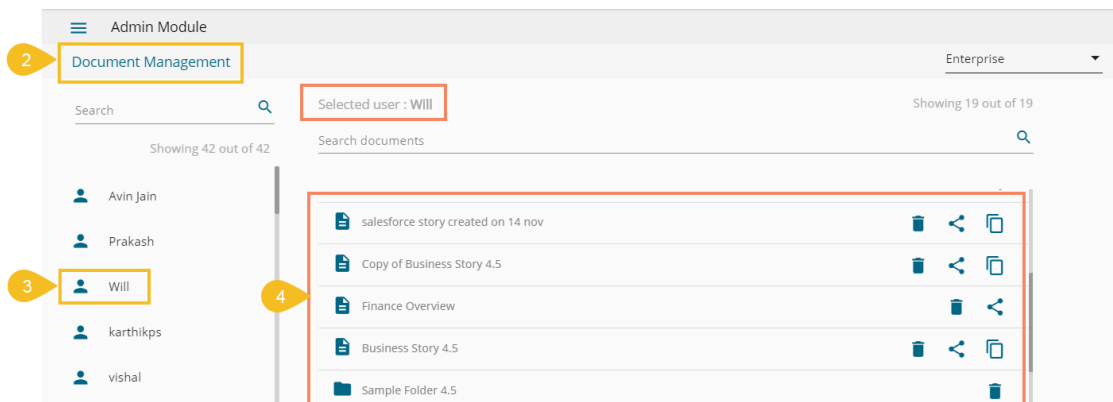 Admin Module
2
Document Management
Enterprise
Search
Selected user : Will
Showing 19 out of 19
Search documents
Showing 42 out of 42
Avin Jain
Prakash
3
Will
karthikps
vishal
4
salesforce story created on 14 nov
Copy of Business Story 4.5
Finance Overview
Business Story 4.5
Sample Folder 4.5